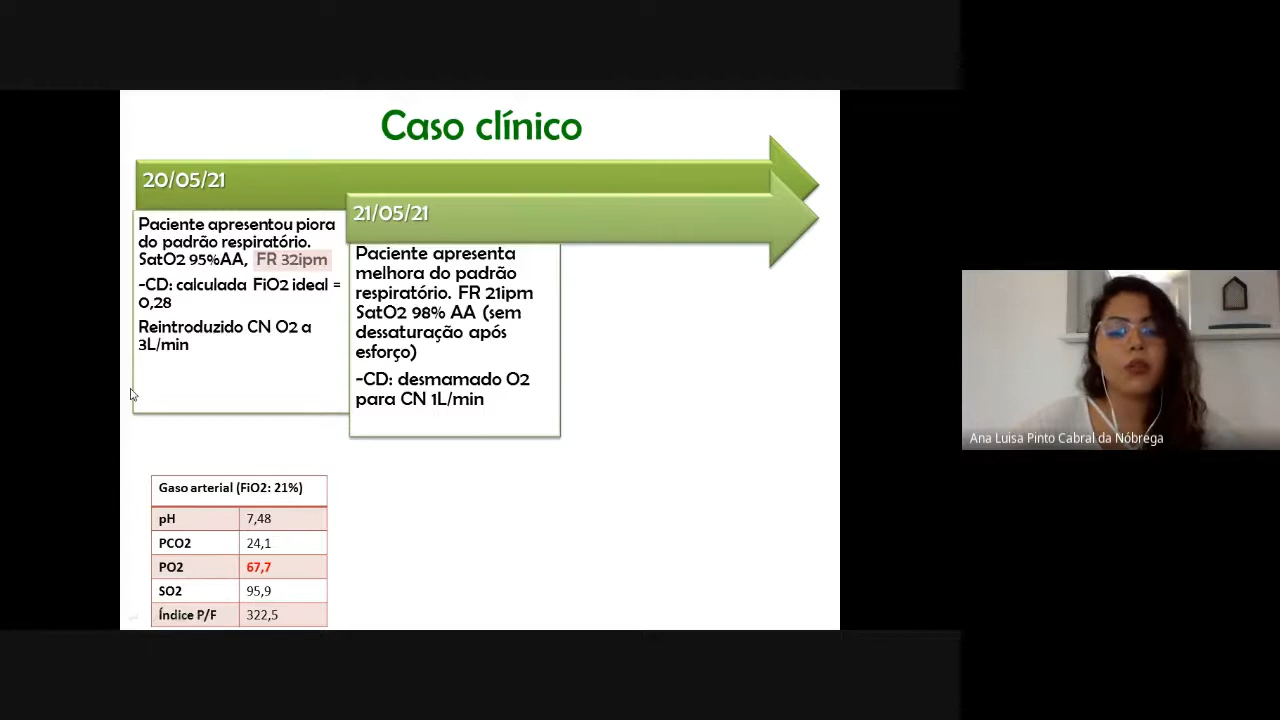 Caso clínico
20/05/21
Paciente apresentou piora
do padrão respiratório.
SatO2 95%AA, FR 32ipm
-CD: calculada FiO2 ideal =
0,28
Reintroduzido CN O2 a
3L/min
21/05/21
Paciente apresenta
melhora do padrão
respiratório. FR 21ipm
SatO2 98% AA (sem
dessaturação após
esforço)
-CD: desmamado O2
para CN 1L/min
Gaso arterial (FiO2: 21%)
pH 7,48
PCO2 24,1
PO2 67,7
SO2 95,9
Índice P/F 322,5
Ana Luisa Pinto Cabral da Nóbrega